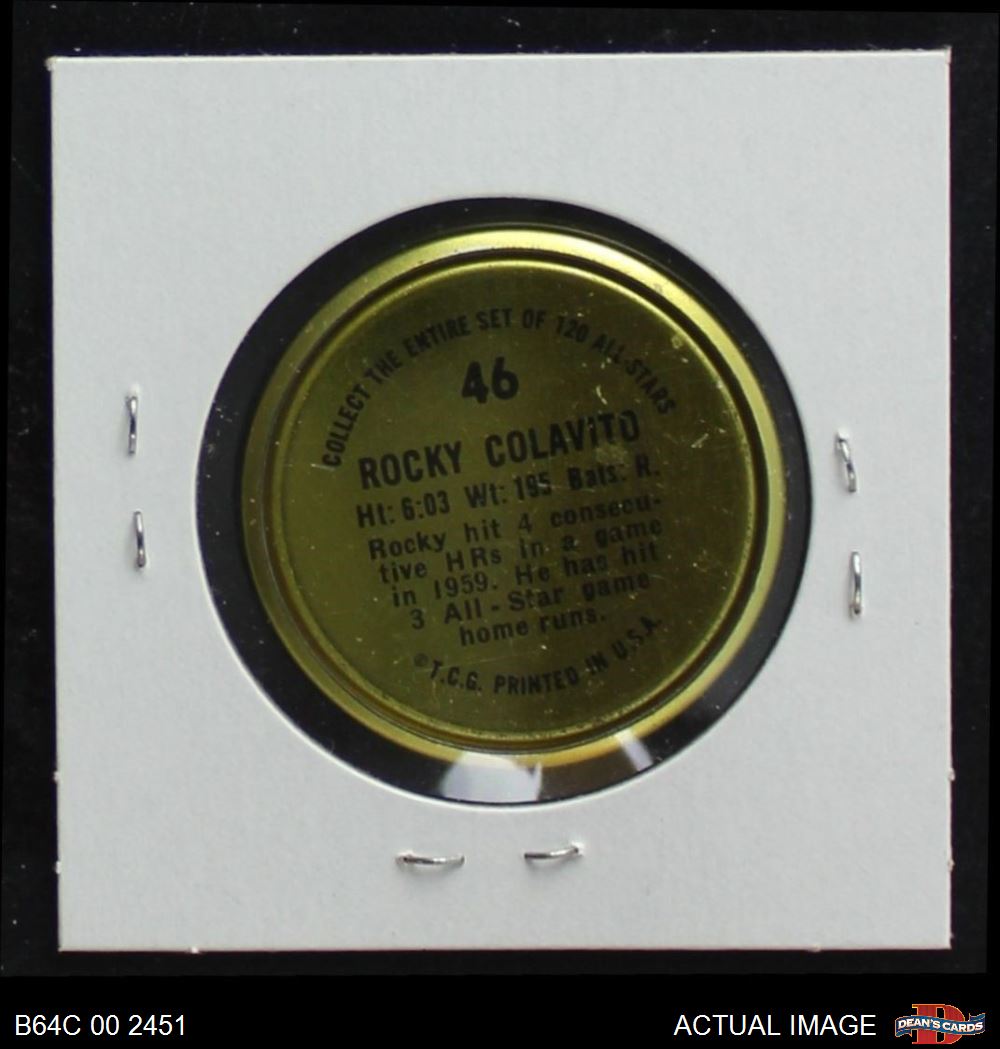 COLLECT THE ENTIRE SET OF 120 ALL-STARS
46
ROCKY COLAVITO
Ht: 6:03 Wt: 195 Bats: R.
Rocky hit 4 consecu-
tive HRs in a game
in 1959. He has hit
3 All-Star game
home runs.
©T.C.G. PRINTED IN U.S.A.
B64C 00 2451
ACTUAL IMAGE
D
DEAN'S CARDS